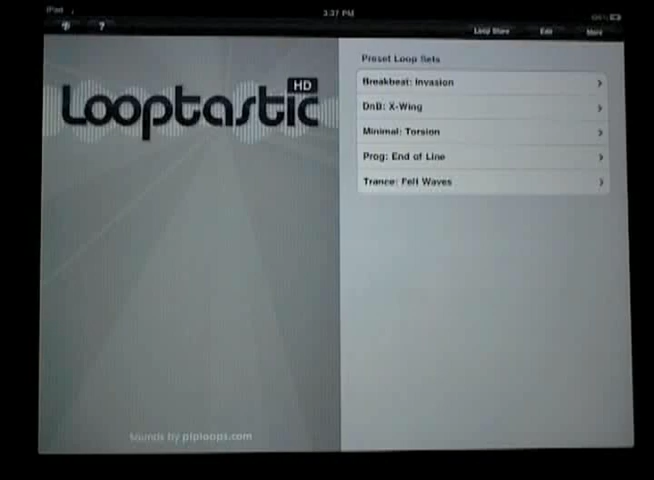 iPad
3:37 PM
?
Loop Store
Edit
More
Looptastic
HD
Preset Loop Sets
Breakbeat: Invasion
DnB: X-Wing
Minimal: Torsion
Prog: End of Line
Trance: Felt Waves
Sounds by piploops.com